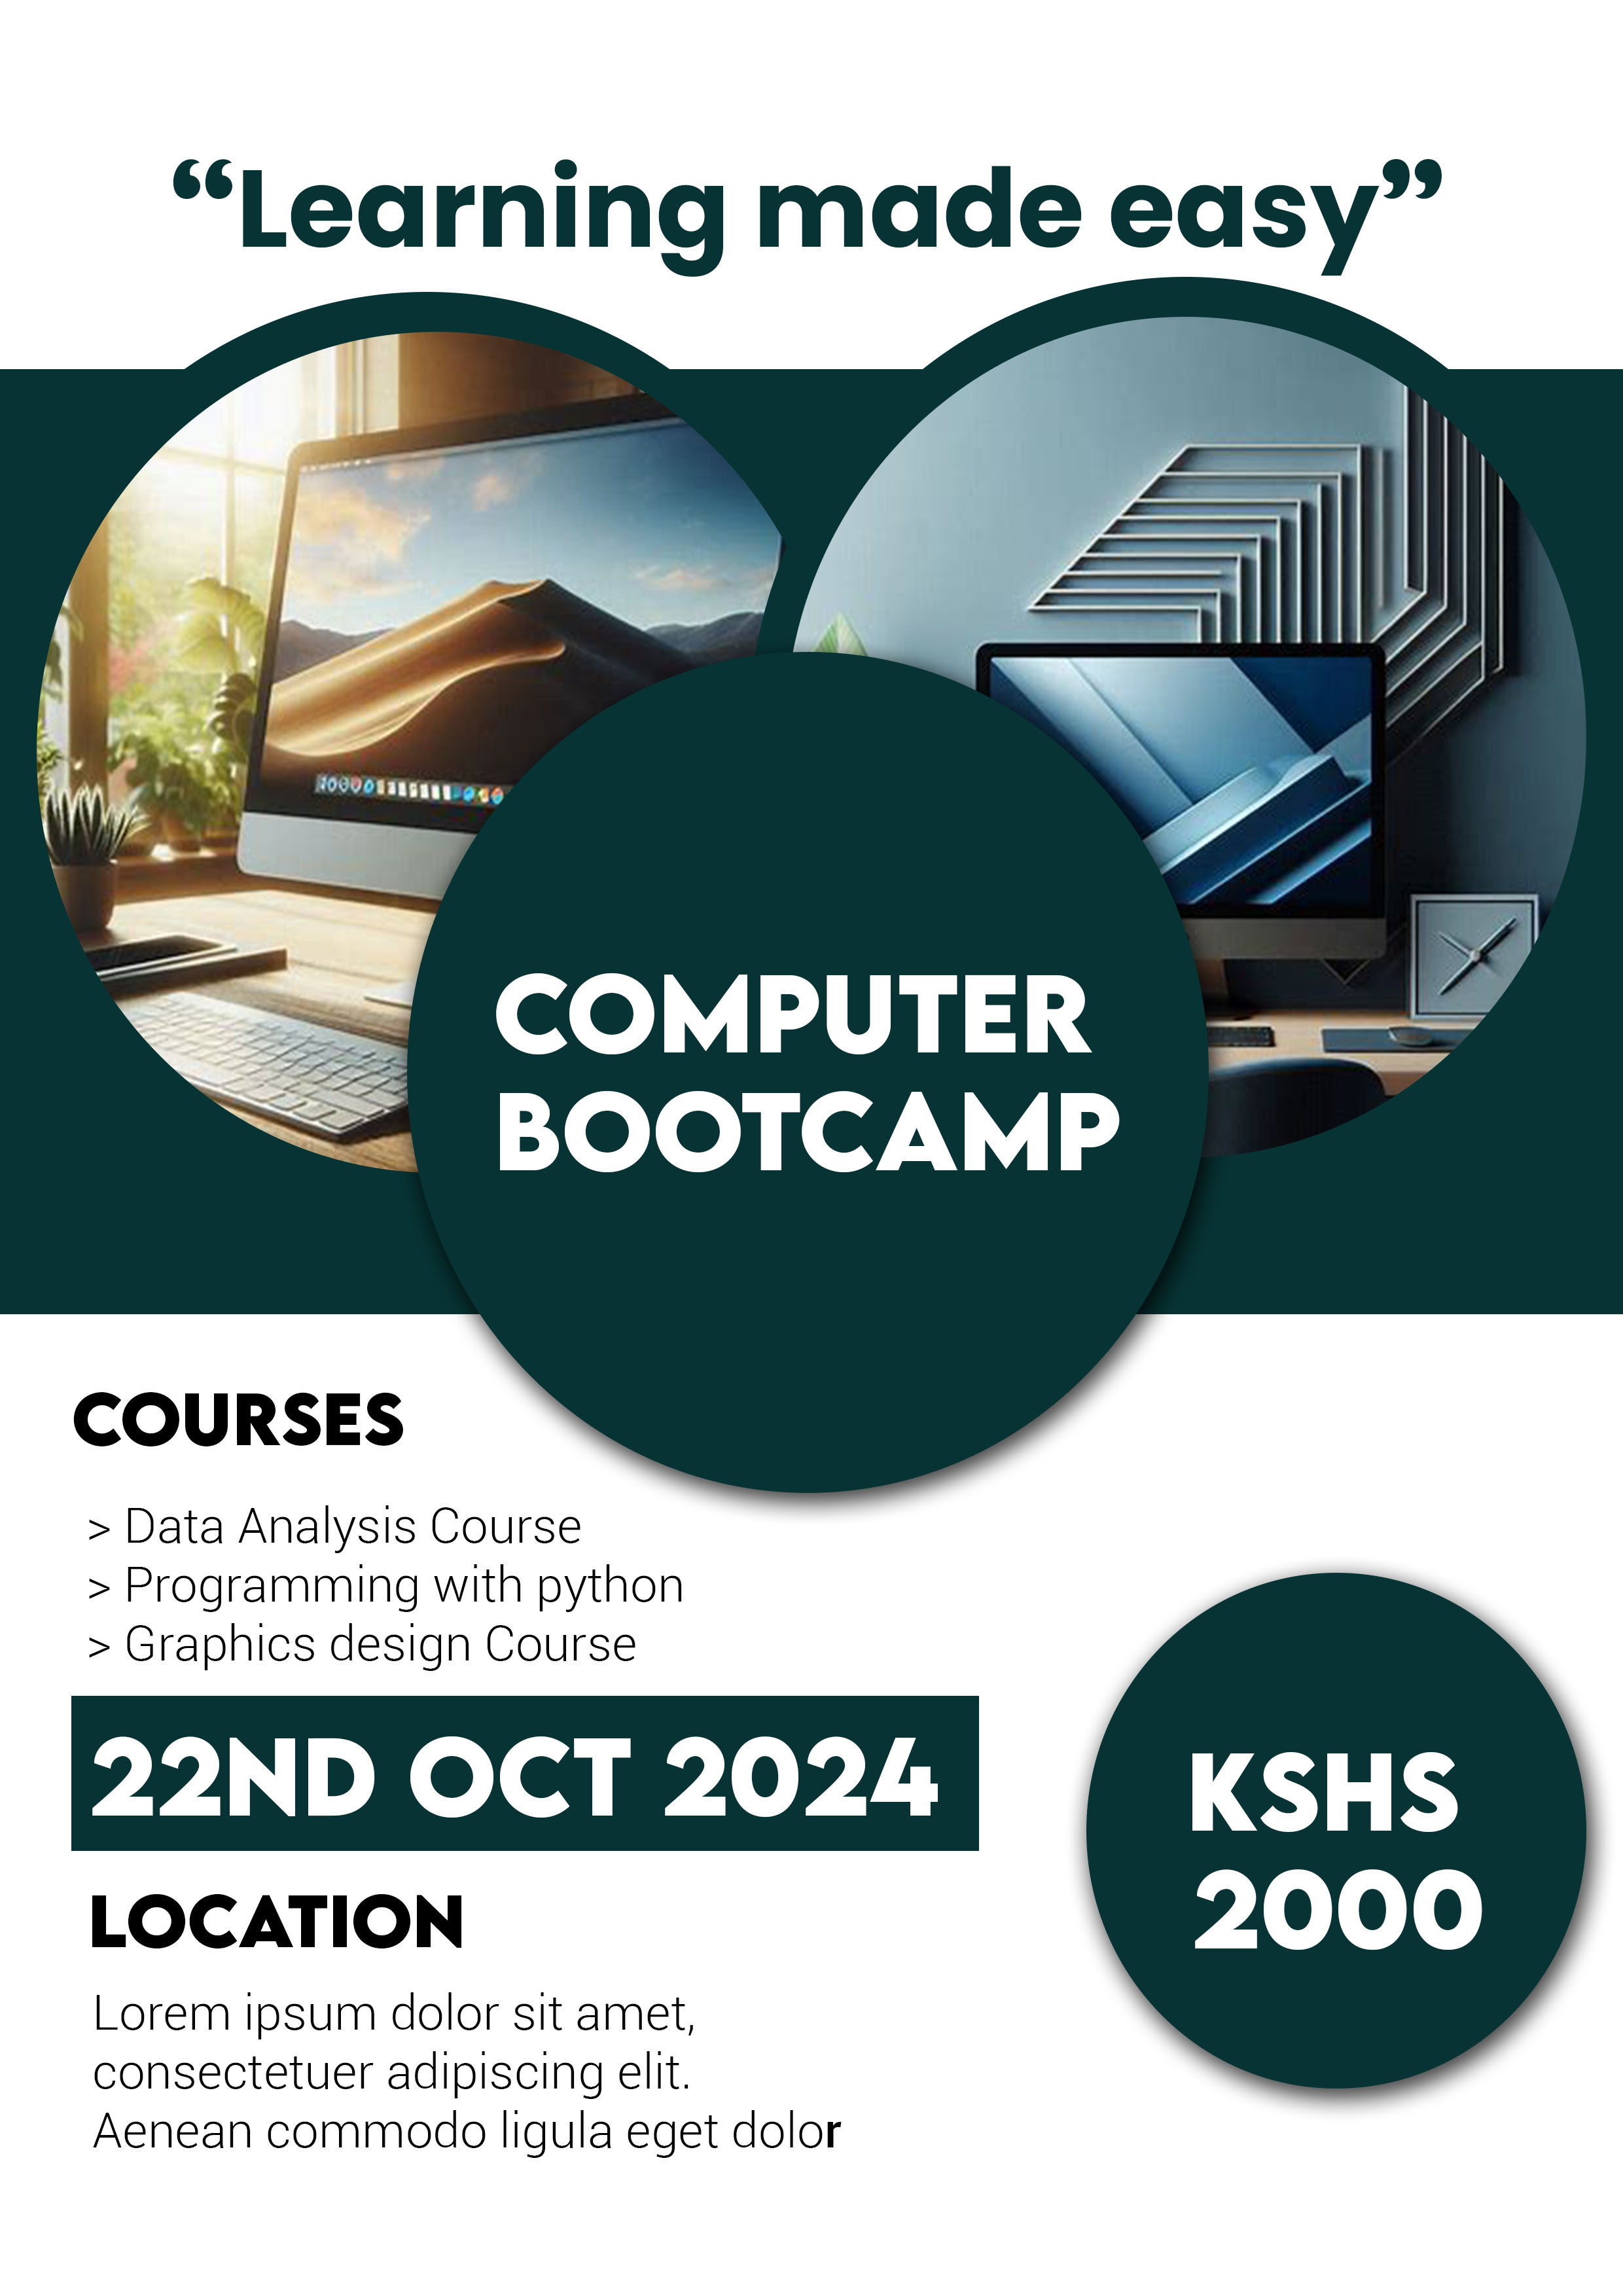 “Learning made easy”
COMPUTER
BOOTCAMP
COURSES
> Data Analysis Course
> Programming with python
> Graphics design Course
22ND OCT 2024
KSHS
2000
LOCATION
Lorem ipsum dolor sit amet,
consectetuer adipiscing elit.
Aenean commodo ligula eget dolor